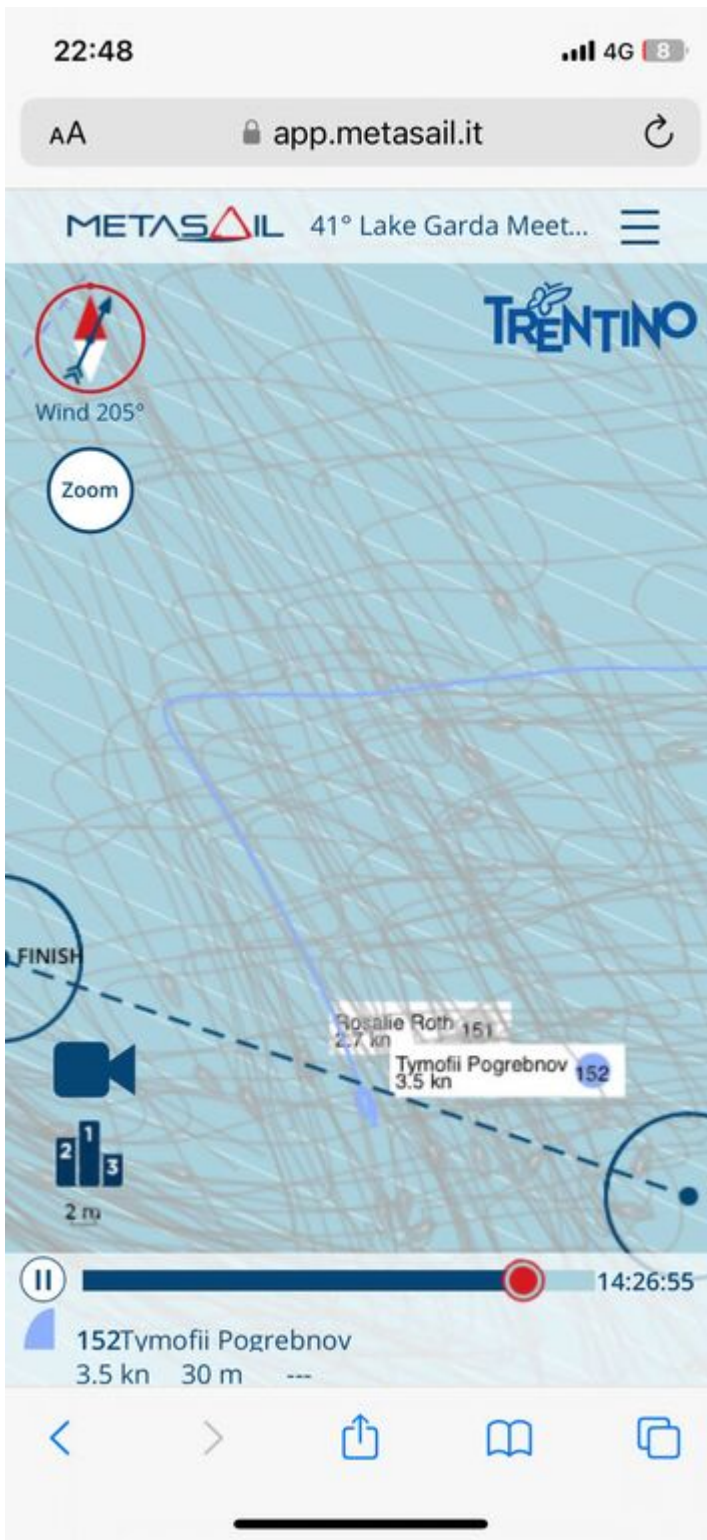 22:48
4G 8
AA app.metasail.it
METASAIL 41° Lake Garda Meet...
TRENTINO
Wind 205°
Zoom
FINISH
Rosalie Roth 151
2.7 kn
Tymofii Pogrebnov 152
3.5 kn
2 1 3
2 m
14:26:55
152Tymofii Pogrebnov
3.5 kn 30 m ---